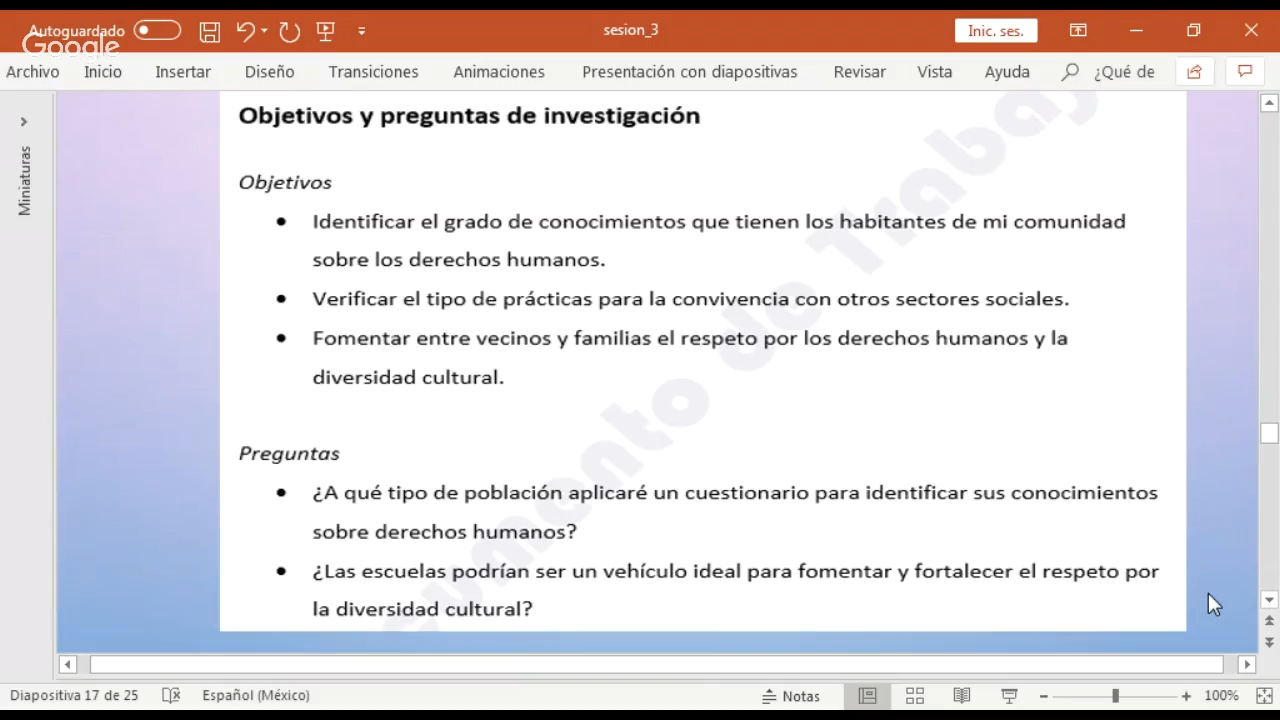 Autoguardado
sesion_3
Inic. ses.
Google
Archivo Inicio Insertar Diseño Transiciones Animaciones Presentación con diapositivas Revisar Vista Ayuda ¿Qué de
Miniaturas
Objetivos y preguntas de investigación
Objetivos
• Identificar el grado de conocimientos que tienen los habitantes de mi comunidad
sobre los derechos humanos.
• Verificar el tipo de prácticas para la convivencia con otros sectores sociales.
• Fomentar entre vecinos y familias el respeto por los derechos humanos y la
diversidad cultural.
Preguntas
• ¿A qué tipo de población aplicaré un cuestionario para identificar sus conocimientos
sobre derechos humanos?
• ¿Las escuelas podrían ser un vehículo ideal para fomentar y fortalecer el respeto por
la diversidad cultural?
Diapositiva 17 de 25 Español (México) Notas 100%